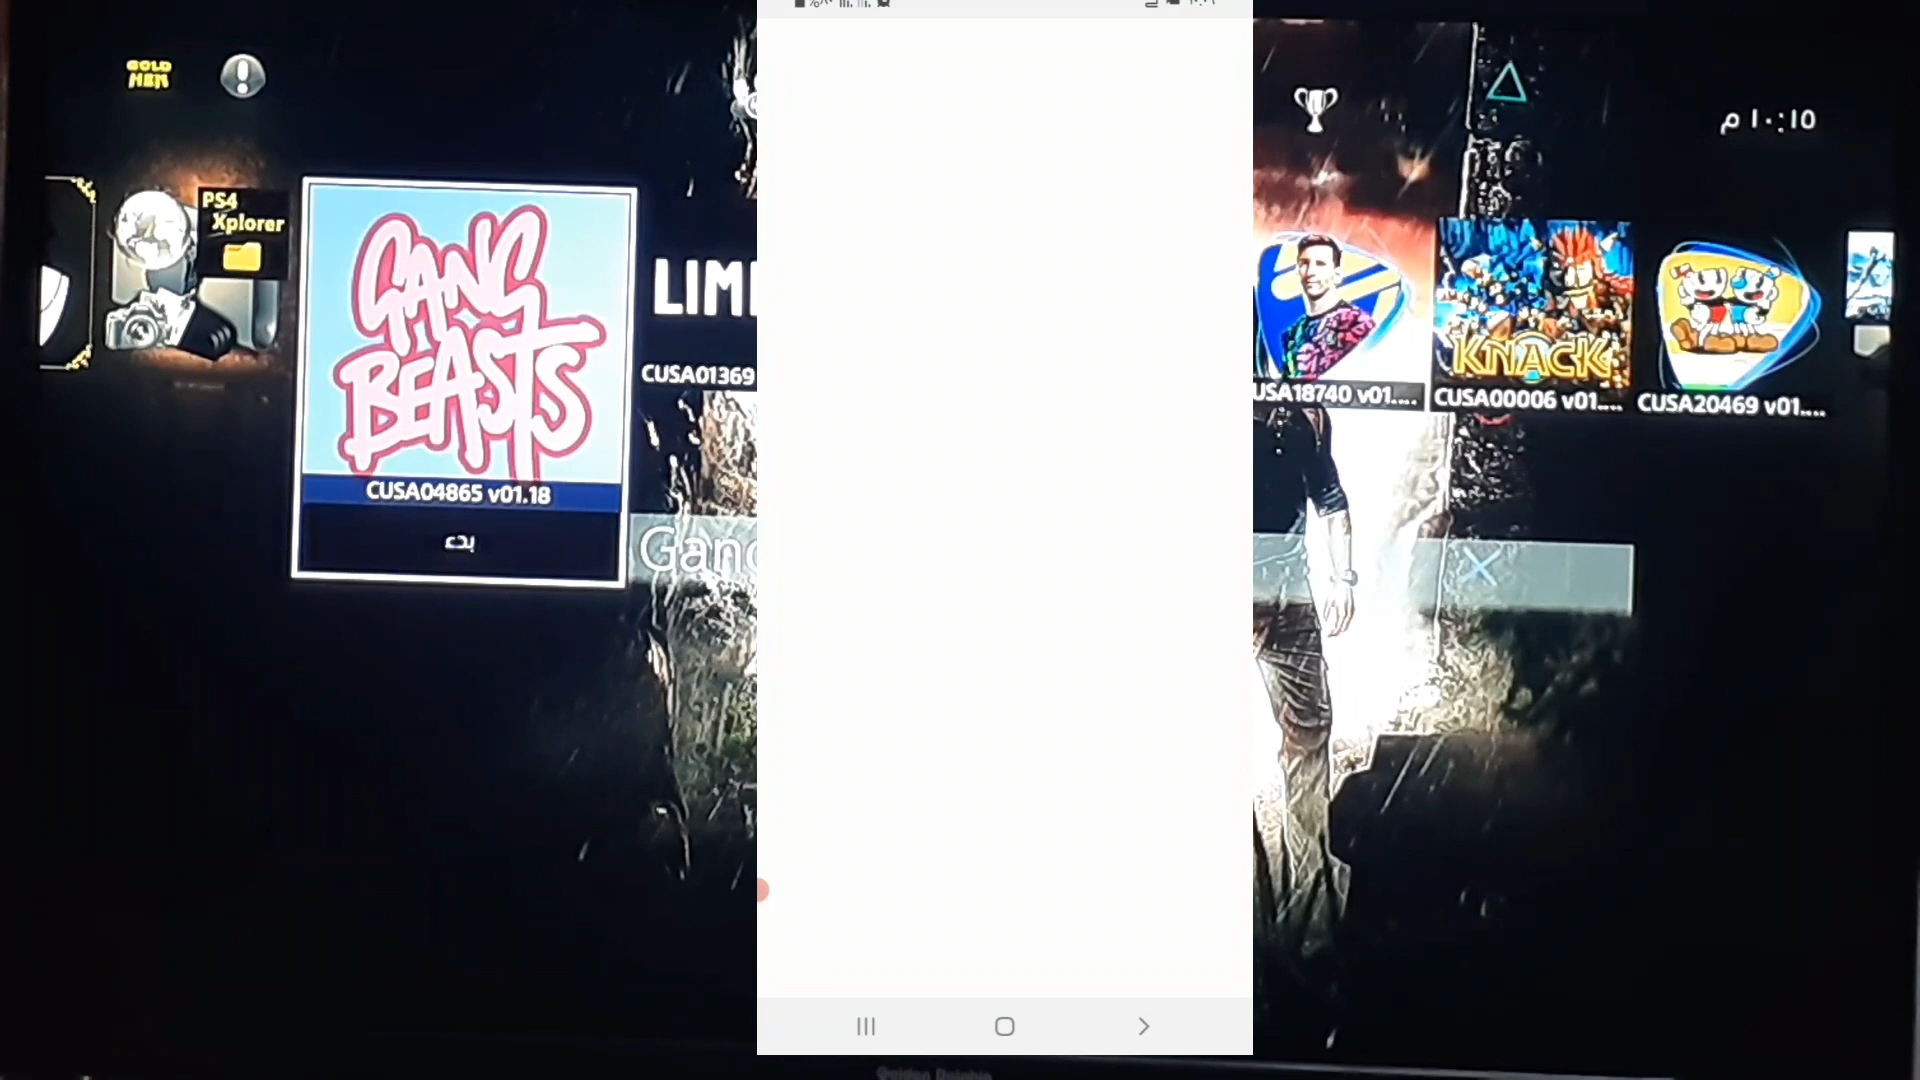 GOLD
HEN
١٠:١٥ م
PS4
Xplorer
GANG
BEASTS
CUSA04865 v01.18
بدء
LIM
CUSA01369
Gang
USA18740 v01....
KNACK
CUSA00006 v01....
CUSA20469 v01....